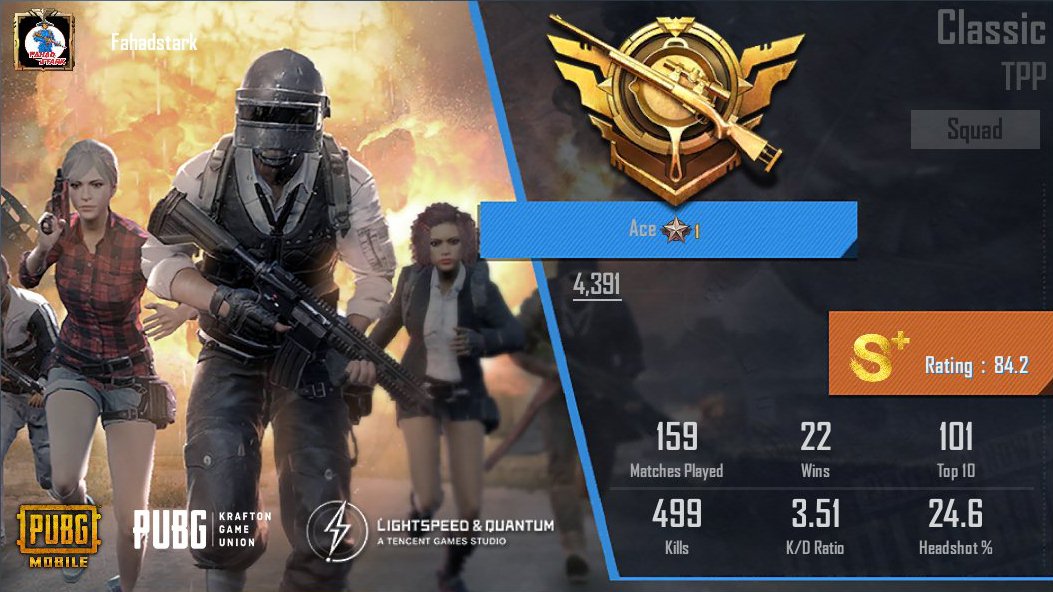 Fahadstark
Classic
TPP
Squad
Ace 1
4,391
S+
Rating : 84.2
159
Matches Played
22
Wins
101
Top 10
499
Kills
3.51
K/D Ratio
24.6
Headshot %
PUBG
MOBILE
PUBG
KRAFTON
GAME
UNION
LIGHTSPEED & QUANTUM
A TENCENT GAMES STUDIO